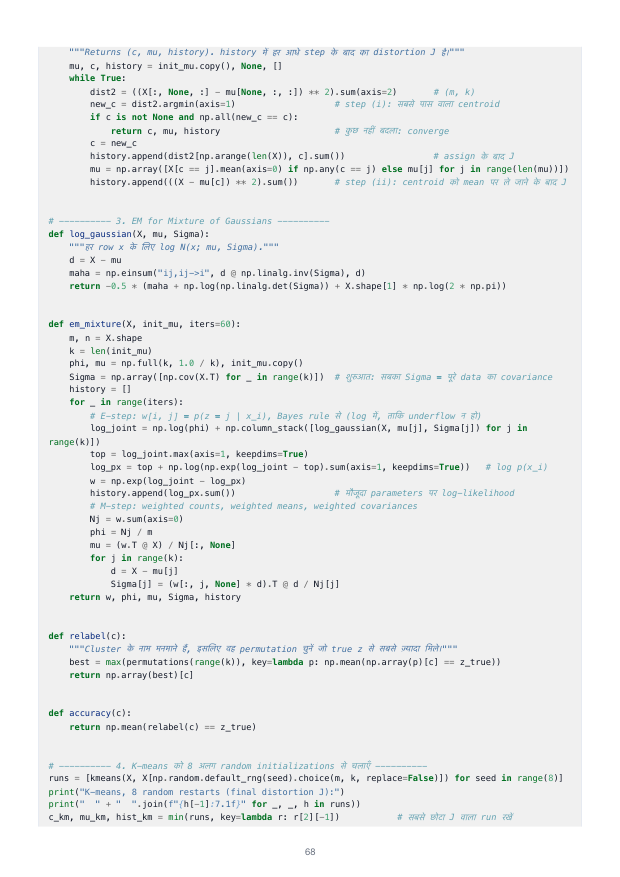 """Returns (c, mu, history). history में हर आधे step के बाद का distortion J है।"""
mu, c, history = init_mu.copy(), None, []
while True:
dist2 = ((X[:, None, :] − mu[None, :, :]) ** 2).sum(axis=2) # (m, k)
new_c = dist2.argmin(axis=1) # step (i): सबसे पास वाला centroid
if c is not None and np.all(new_c == c):
return c, mu, history # कुछ नहीं बदला: converge
c = new_c
history.append(dist2[np.arange(len(X)), c].sum()) # assign के बाद J
mu = np.array([X[c == j].mean(axis=0) if np.any(c == j) else mu[j] for j in range(len(mu))])
history.append(((X − mu[c]) ** 2).sum()) # step (ii): centroid को mean पर ले जाने के बाद J
# −−−−−−−−−− 3. EM for Mixture of Gaussians −−−−−−−−−−
def log_gaussian(X, mu, Sigma):
"""हर row x के लिए log N(x; mu, Sigma)."""
d = X − mu
maha = np.einsum("ij,ij−>i", d @ np.linalg.inv(Sigma), d)
return −0.5 * (maha + np.log(np.linalg.det(Sigma)) + X.shape[1] * np.log(2 * np.pi))
def em_mixture(X, init_mu, iters=60):
m, n = X.shape
k = len(init_mu)
phi, mu = np.full(k, 1.0 / k), init_mu.copy()
Sigma = np.array([np.cov(X.T) for _ in range(k)]) # शुरुआत: सबका Sigma = पूरे data का covariance
history = []
for _ in range(iters):
# E−step: w[i, j] = p(z = j | x_i), Bayes rule से (log में, ताकि underflow न हो)
log_joint = np.log(phi) + np.column_stack([log_gaussian(X, mu[j], Sigma[j]) for j in
range(k)])
top = log_joint.max(axis=1, keepdims=True)
log_px = top + np.log(np.exp(log_joint − top).sum(axis=1, keepdims=True)) # log p(x_i)
w = np.exp(log_joint − log_px)
history.append(log_px.sum()) # मौजूदा parameters पर log−likelihood
# M−step: weighted counts, weighted means, weighted covariances
Nj = w.sum(axis=0)
phi = Nj / m
mu = (w.T @ X) / Nj[:, None]
for j in range(k):
d = X − mu[j]
Sigma[j] = (w[:, j, None] * d).T @ d / Nj[j]
return w, phi, mu, Sigma, history
def relabel(c):
"""Cluster के नाम मनमाने हैं, इसलिए वह permutation चुनें जो true z से सबसे ज़्यादा मिले।"""
best = max(permutations(range(k)), key=lambda p: np.mean(np.array(p)[c] == z_true))
return np.array(best)[c]
def accuracy(c):
return np.mean(relabel(c) == z_true)
# −−−−−−−−−− 4. K−means को 8 अलग random initializations से चलाएँ −−−−−−−−−−
runs = [kmeans(X, X[np.random.default_rng(seed).choice(m, k, replace=False)]) for seed in range(8)]
print("K−means, 8 random restarts (final distortion J):")
print("  " + "  ".join(f"{h[−1]:7.1f}" for _, _, h in runs))
c_km, mu_km, hist_km = min(runs, key=lambda r: r[2][−1]) # सबसे छोटा J वाला run रखें
68